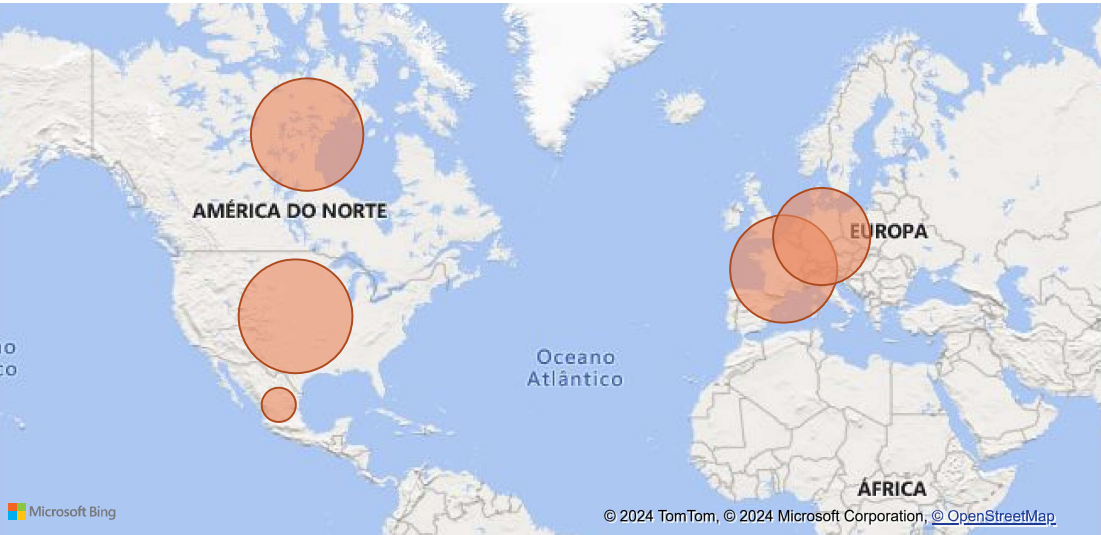 AMÉRICA DO NORTE
EUROPA
Oceano
Atlântico
ÁFRICA
Microsoft Bing
© 2024 TomTom, © 2024 Microsoft Corporation, © OpenStreetMap